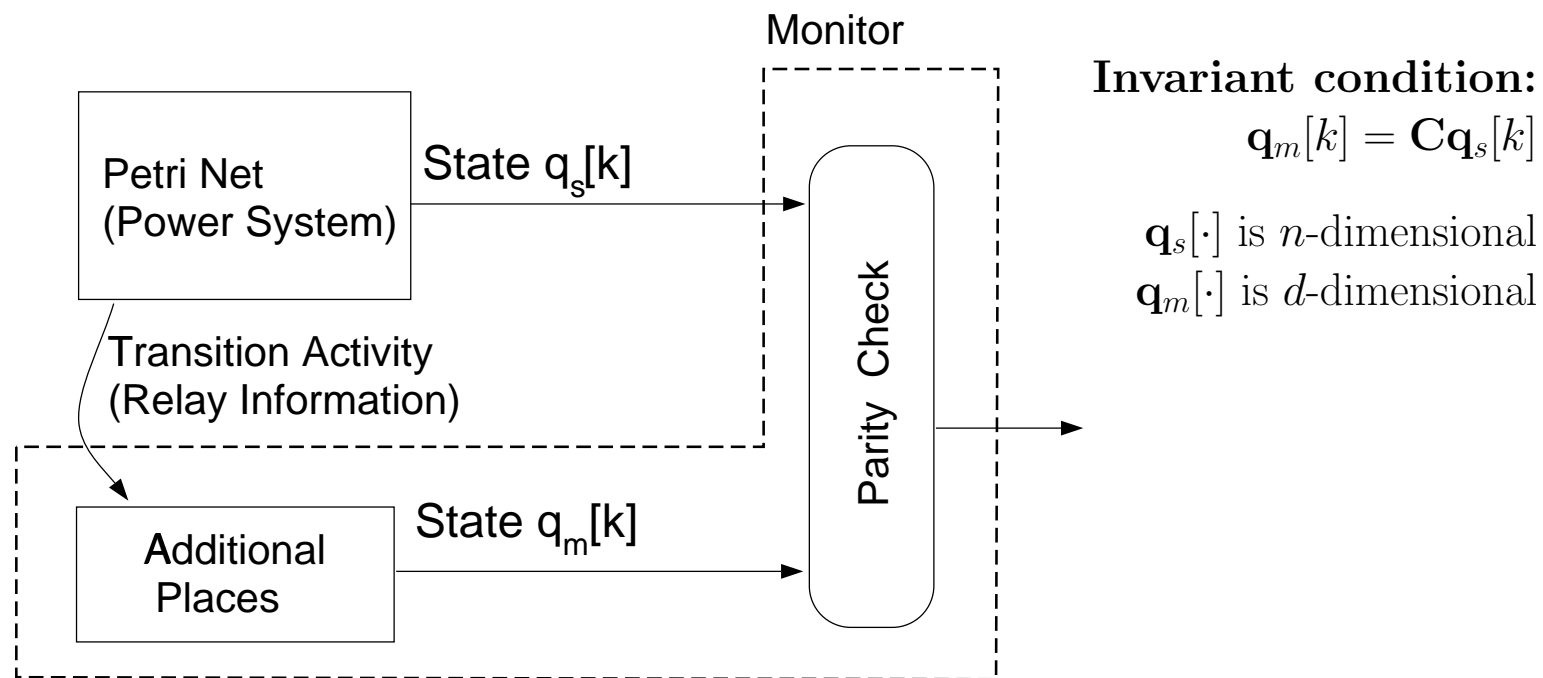 Monitor
Petri Net
(Power System)
State q_s[k]
Transition Activity
(Relay Information)
Additional
Places
State q_m[k]
Parity Check
Invariant condition:
q_m[k] = Cq_s[k]
q_s[·] is n-dimensional
q_m[·] is d-dimensional